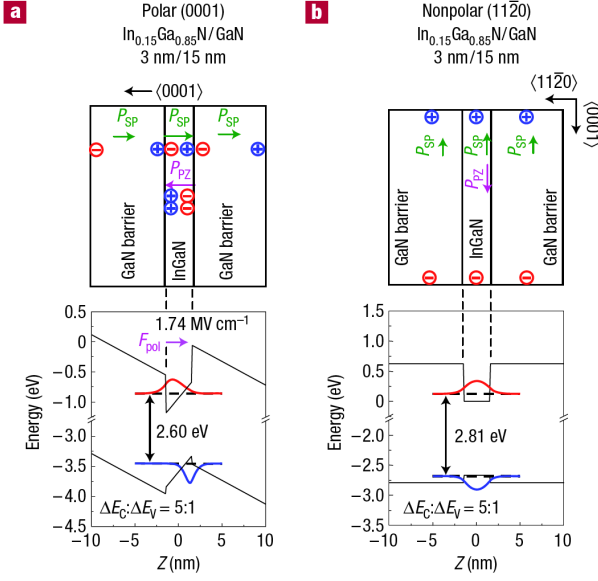 a
Polar (0001)
In0.15Ga0.85N/GaN
3 nm/15 nm
⟨0001⟩
PSP
PSP
PSP
PPZ
GaN barrier
InGaN
GaN barrier
1.74 MV cm−1
Fpol
2.60 eV
ΔEC:ΔEV = 5:1
0.5
0
−0.5
−1.0
−3.0
−3.5
−4.0
−4.5
Energy (eV)
−10
−5
0
5
10
Z (nm)
b
Nonpolar (112̄0)
In0.15Ga0.85N/GaN
3 nm/15 nm
⟨112̄0⟩
⟨0001⟩
PSP
PSP
PSP
PPZ
GaN barrier
InGaN
GaN barrier
2.81 eV
ΔEC:ΔEV = 5:1
1.5
1.0
0.5
0
−2.0
−2.5
−3.0
−3.5
Energy (eV)
−10
−5
0
5
10
Z (nm)